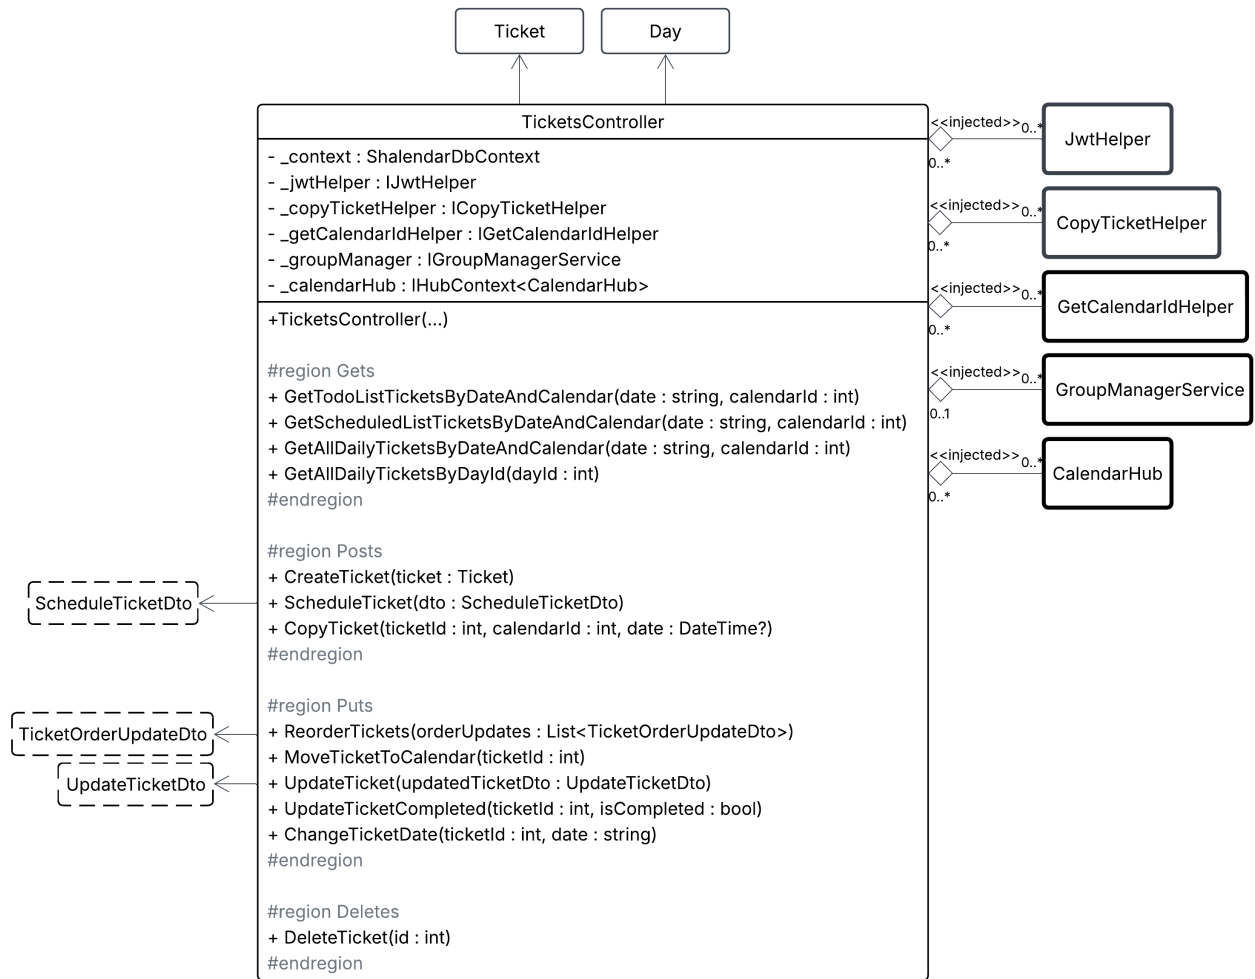 Ticket
Day
TicketsController
- _context : ShalendarDbContext
- _jwtHelper : IJwtHelper
- _copyTicketHelper : ICopyTicketHelper
- _getCalendarIdHelper : IGetCalendarIdHelper
- _groupManager : IGroupManagerService
- _calendarHub : IHubContext<CalendarHub>
+TicketsController(...)
#region Gets
+ GetTodoListTicketsByDateAndCalendar(date : string, calendarId : int)
+ GetScheduledListTicketsByDateAndCalendar(date : string, calendarId : int)
+ GetAllDailyTicketsByDateAndCalendar(date : string, calendarId : int)
+ GetAllDailyTicketsByDayId(dayId : int)
#endregion
#region Posts
+ CreateTicket(ticket : Ticket)
+ ScheduleTicket(dto : ScheduleTicketDto)
+ CopyTicket(ticketId : int, calendarId : int, date : DateTime?)
#endregion
#region Puts
+ ReorderTickets(orderUpdates : List<TicketOrderUpdateDto>)
+ MoveTicketToCalendar(ticketId : int)
+ UpdateTicket(updatedTicketDto : UpdateTicketDto)
+ UpdateTicketCompleted(ticketId : int, isCompleted : bool)
+ ChangeTicketDate(ticketId : int, date : string)
#endregion
#region Deletes
+ DeleteTicket(id : int)
#endregion
<<injected>>
0..*
0..*
JwtHelper
<<injected>>
0..*
0..*
CopyTicketHelper
<<injected>>
0..*
0..*
GetCalendarIdHelper
<<injected>>
0..*
0..1
GroupManagerService
<<injected>>
0..*
0..*
CalendarHub
ScheduleTicketDto
TicketOrderUpdateDto
UpdateTicketDto